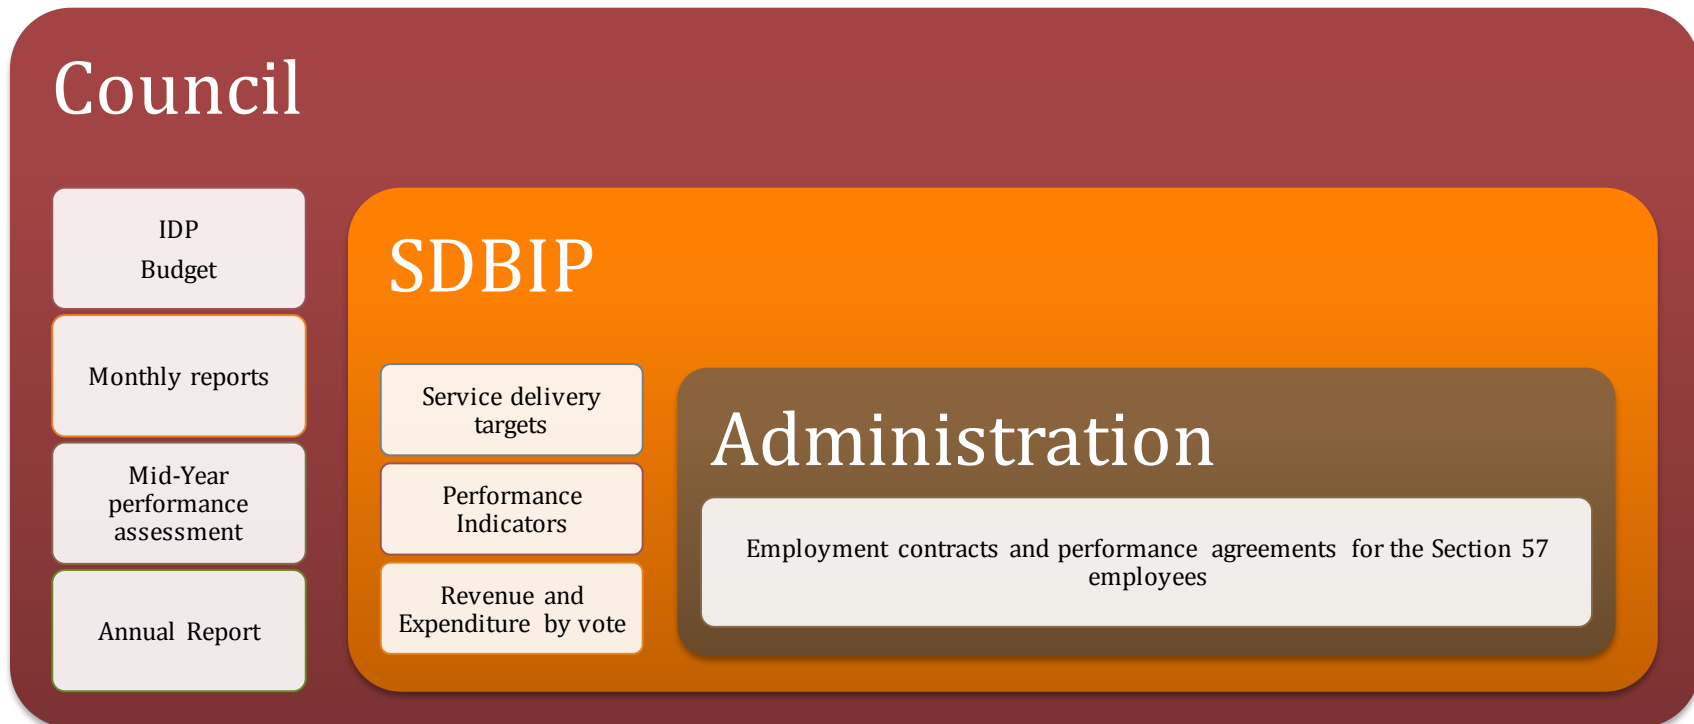 Council
IDP
Budget
Monthly reports
Mid-Year
performance
assessment
Annual Report
SDBIP
Service delivery
targets
Performance
Indicators
Revenue and
Expenditure by vote
Administration
Employment contracts and performance agreements for the Section 57
employees